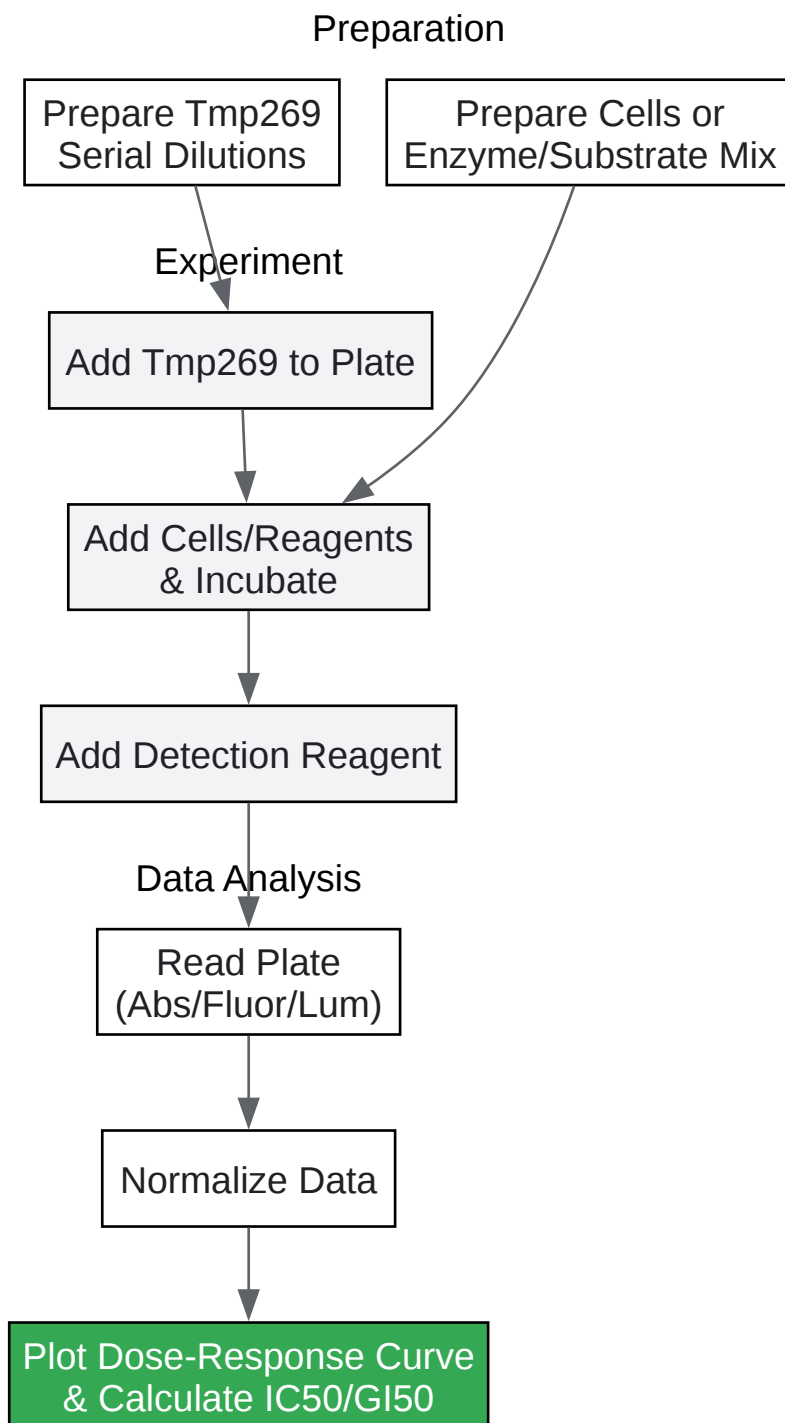 Preparation
Prepare Tmp269
Serial Dilutions
Prepare Cells or
Enzyme/Substrate Mix
Experiment
Add Tmp269 to Plate
Add Cells/Reagents
& Incubate
Add Detection Reagent
Data Analysis
Read Plate
(Abs/Fluor/Lum)
Normalize Data
Plot Dose-Response Curve
& Calculate IC50/GI50